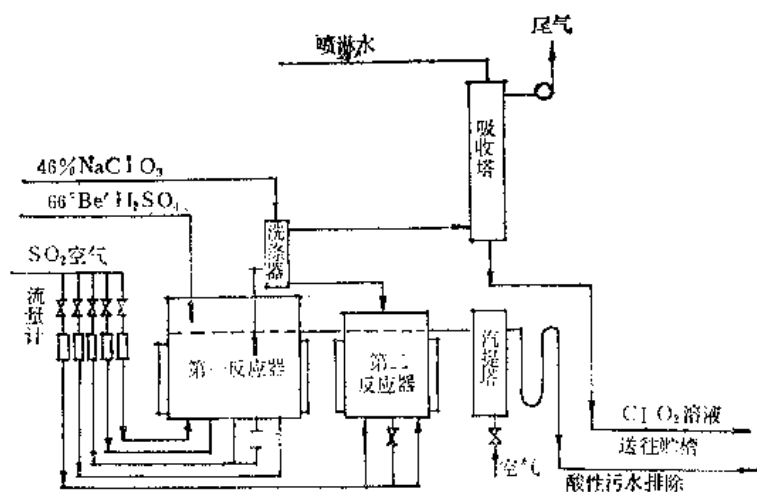 尾气
喷淋水
吸收塔
46%NaClO₃
66°Be′H₂SO₄
洗涤器
SO₂空气
流量计
第一反应器
第二
反应器
汽提塔
空气
ClO₂溶液
送往贮槽
酸性污水排除